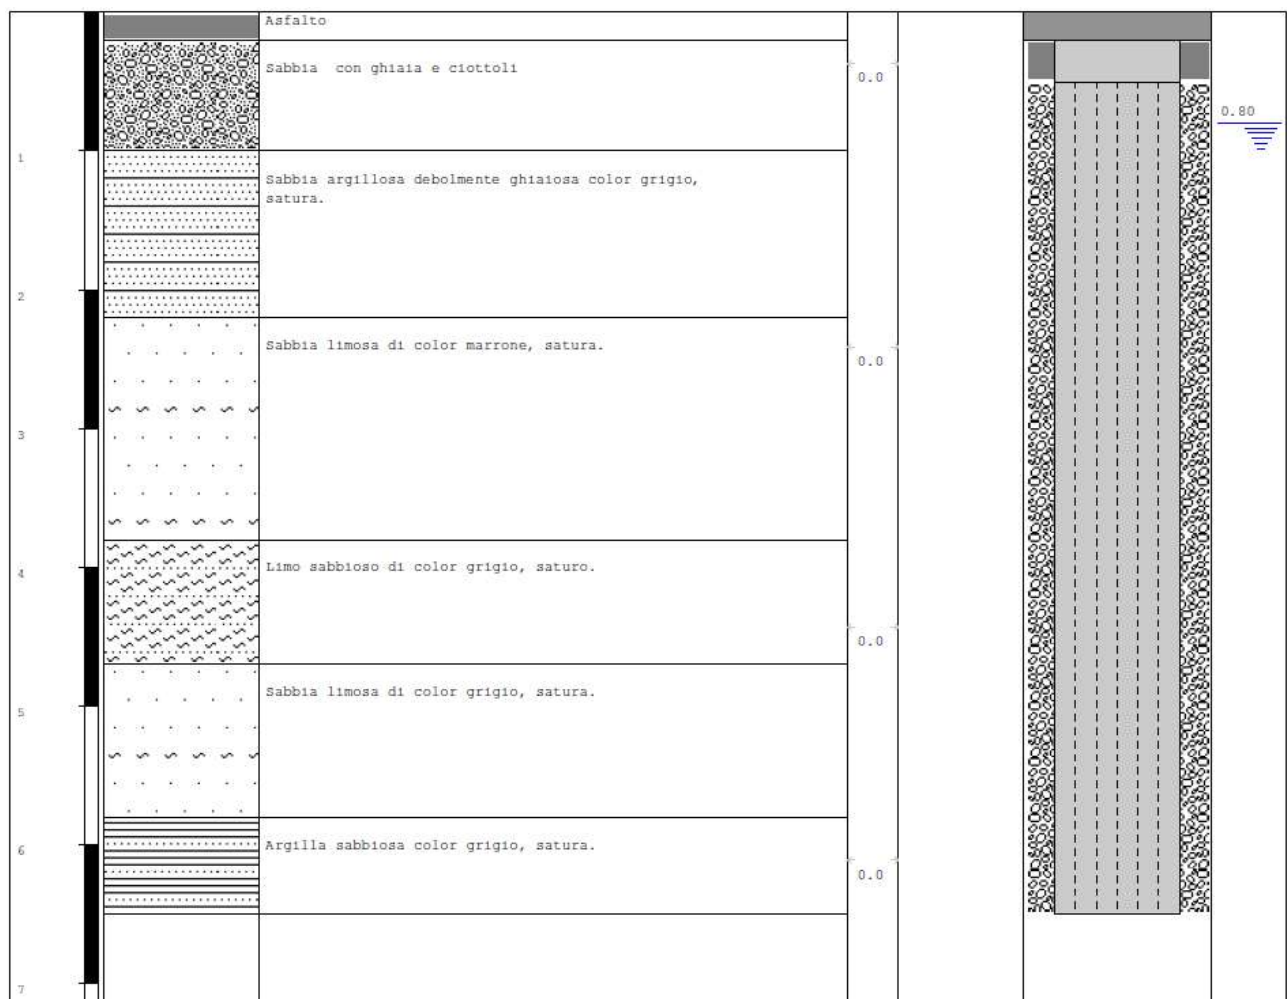 Asfalto
Sabbia con ghiaia e ciottoli
0.0
0.80
1
Sabbia argillosa debolmente ghiaiosa color grigio,
satura.
2
Sabbia limosa di color marrone, satura.
0.0
3
4
Limo sabbioso di color grigio, saturo.
0.0
5
Sabbia limosa di color grigio, satura.
6
Argilla sabbiosa color grigio, satura.
0.0
7